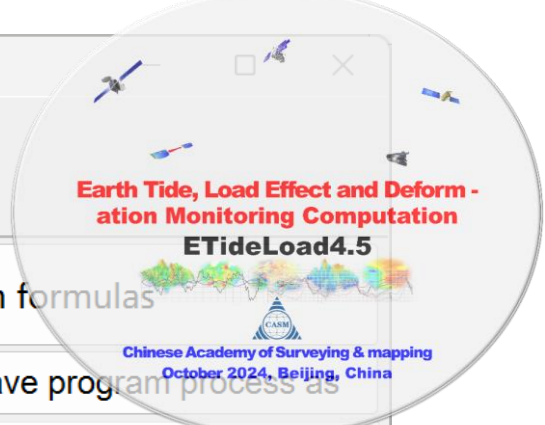 Earth Tide, Load Effect and Deform -
ation Monitoring Computation
ETideLoad4.5
formulas
CASM
Chinese Academy of Surveying & mapping
ave program process as
October 2024, Beijing, China